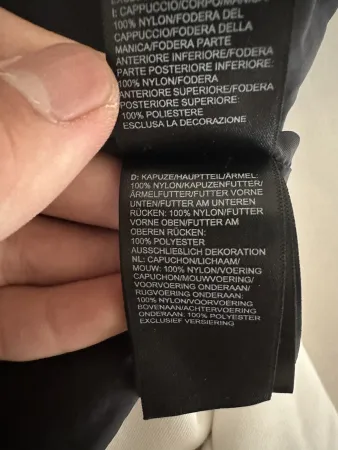 I: CAPPUCCIO/CORPO/MANICA:
100% NYLON/FODERA DEL
CAPPUCCIO/FODERA DELLA
MANICA/FODERA PARTE
ANTERIORE INFERIORE/FODERA
PARTE POSTERIORE INFERIORE:
100% NYLON/FODERA
ANTERIORE SUPERIORE/FODERA
POSTERIORE SUPERIORE:
100% POLIESTERE
ESCLUSA LA DECORAZIONE
D: KAPUZE/HAUPTTEIL/ÄRMEL:
100% NYLON/KAPUZENFUTTER/
ÄRMELFUTTER/FUTTER VORNE
UNTEN/FUTTER AM UNTEREN
RÜCKEN: 100% NYLON/FUTTER
VORNE OBEN/FUTTER AM
OBEREN RÜCKEN:
100% POLYESTER
AUSSCHLIEßLICH DEKORATION
NL: CAPUCHON/LICHAAM/
MOUW: 100% NYLON/VOERING
CAPUCHON/MOUWVOERING/
VOORVOERING ONDERAAN/
RUGVOERING ONDERAAN:
100% NYLON/VOORVOERING
BOVENAAN/ACHTERVOERING
ONDERAAN: 100% POLYESTER
EXCLUSIEF VERSIERING